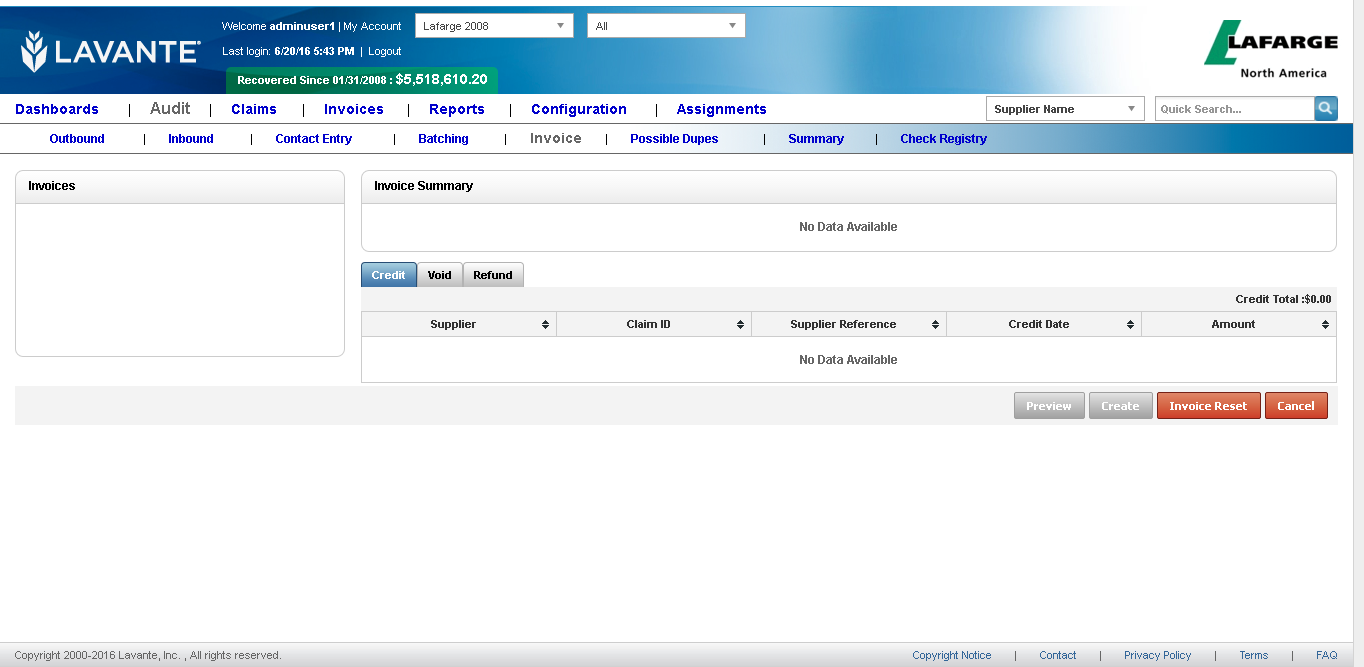 Welcome adminuser1 | My Account
Lafarge 2008
All
LAVANTE
Last login: 6/20/16 5:43 PM | Logout
Recovered Since 01/31/2008 : $5,518,610.20
LAFARGE
North America
Dashboards | Audit | Claims | Invoices | Reports | Configuration | Assignments
Supplier Name
Quick Search...
Outbound | Inbound | Contact Entry | Batching | Invoice | Possible Dupes | Summary | Check Registry
Invoices
Invoice Summary
No Data Available
Credit Void Refund
Credit Total :$0.00
Supplier Claim ID Supplier Reference Credit Date Amount
No Data Available
Preview Create Invoice Reset Cancel
Copyright 2000-2016 Lavante, Inc. , All rights reserved.
Copyright Notice | Contact | Privacy Policy | Terms | FAQ